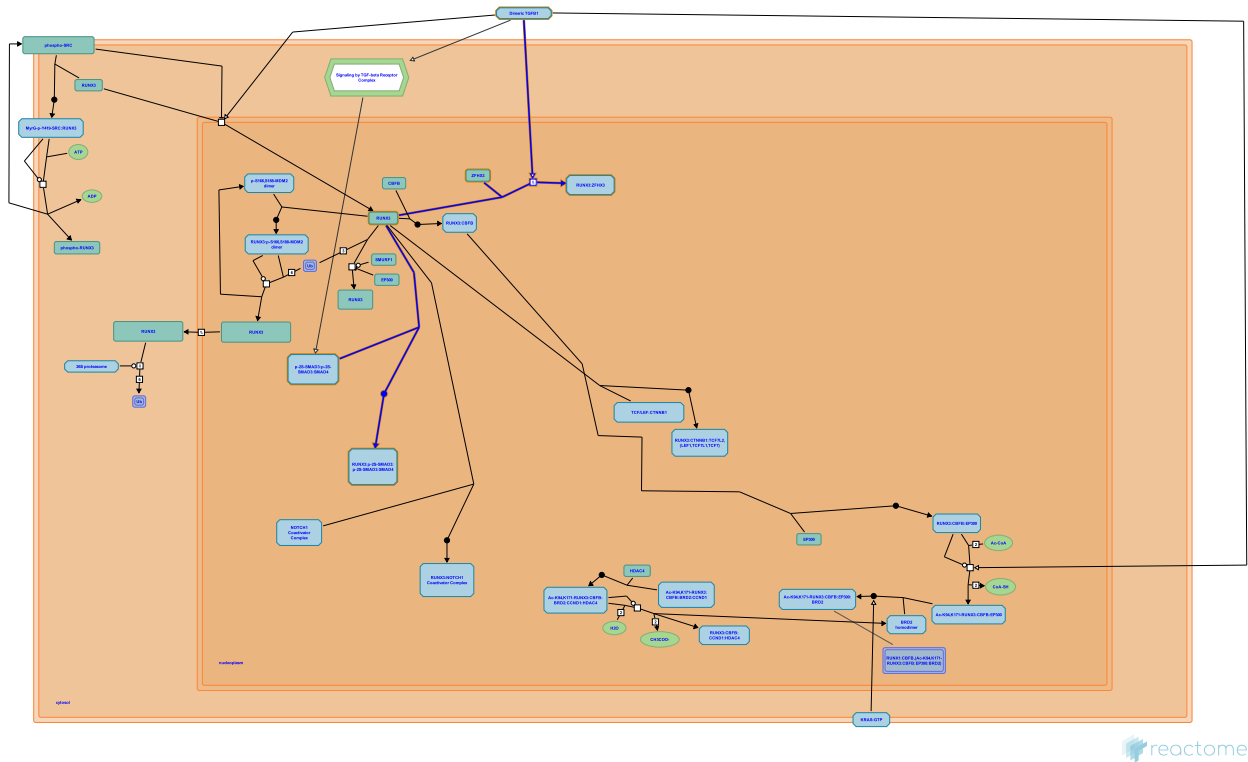 Dimeric TGFB1
phospho-SRC
Signaling by TGF-beta Receptor
Complex
RUNX3
MyrG-p-Y419-SRC:RUNX3
ATP
ADP
phospho-RUNX3
p-S166,S188-MDM2
dimer
CBFB
ZFHX3
RUNX3:ZFHX3
RUNX3
RUNX3:CBFB
RUNX3:p-S166,S188-MDM2
dimer
Ub
SMURF1
EP300
RUNX3
RUNX3
RUNX3
26S proteasome
Ub
p-2S-SMAD3:p-2S-
SMAD3:SMAD4
TCF/LEF:CTNNB1
RUNX3:CTNNB1:TCF7L2,
(LEF1,TCF7L1,TCF7)
RUNX3:p-2S-SMAD3:
p-2S-SMAD3:SMAD4
NOTCH1
Coactivator
Complex
EP300
RUNX3:CBFB:EP300
Ac-CoA
RUNX3:NOTCH1
Coactivator Complex
HDAC4
CoA-SH
Ac-K94,K171-RUNX3:CBFB:
BRD2:CCND1:HDAC4
Ac-K94,K171-RUNX3:
CBFB:BRD2:CCND1
Ac-K94,K171-RUNX3:CBFB:EP300:
BRD2
Ac-K94,K171-RUNX3:CBFB:EP300
H2O
CH3COO-
RUNX3:CBFB:
CCND1:HDAC4
BRD2
homodimer
RUNX1:CBFB,(Ac-K94,K171-
RUNX3:CBFB:EP300:BRD2)
nucleoplasm
cytosol
KRAS:GTP
reactome